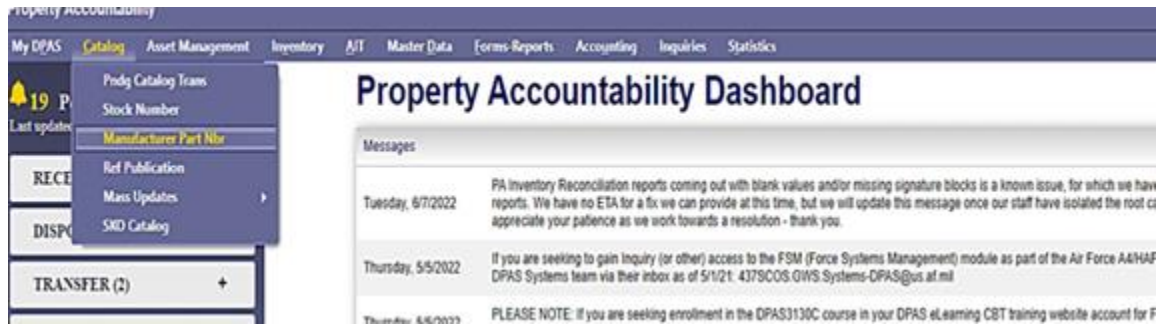 Property Accountability
My DPAS Catalog Asset Management Inventory AIT Master Data Forms-Reports Accounting Inquiries Statistics
Pndg Catalog Trans
Stock Number
Manufacturer Part Nbr
Ref Publication
Mass Updates
SKO Catalog
19 P
Last updated
RECE
DISPO
TRANSFER (2) +
Property Accountability Dashboard
Messages
Tuesday, 6/7/2022
PA Inventory Reconciliation reports coming out with blank values and/or missing signature blocks is a known issue, for which we have
reports. We have no ETA for a fix we can provide at this time, but we will update this message once our staff have isolated the root ca
appreciate your patience as we work towards a resolution - thank you.
Thursday, 5/5/2022
If you are seeking to gain Inquiry (or other) access to the FSM (Force Systems Management) module as part of the Air Force A4/HAF
DPAS Systems team via their inbox as of 5/1/21: 437SCOS.GWS.Systems-DPAS@us.af.mil
Thursday, 5/5/2022
PLEASE NOTE: If you are seeking enrollment in the DPAS3130C course in your DPAS eLearning CBT training website account for F